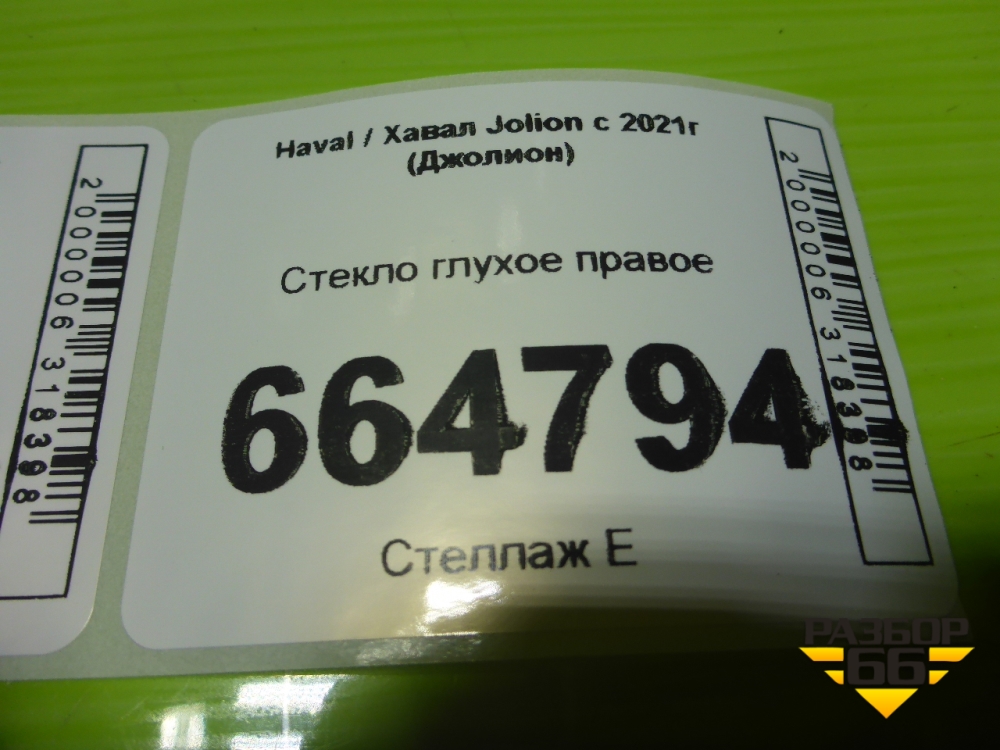 Haval / Хавал Jolion с 2021г
(Джолион)
Стекло глухое правое
664794
Стеллаж Е
2000006318398
2000006318398
РАЗБОР
66